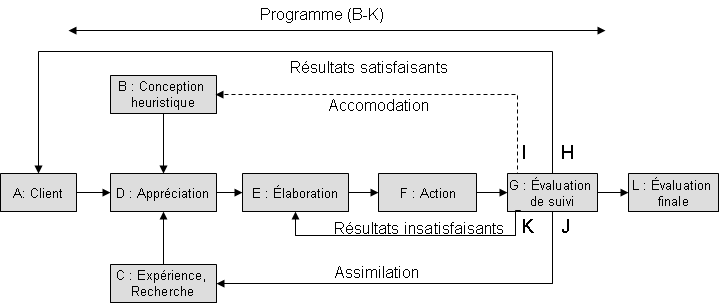 Programme (B-K)
Résultats satisfaisants
B : Conception
heuristique
Accomodation
I
H
A: Client
D : Appréciation
E : Élaboration
F : Action
G : Évaluation
de suivi
L : Évaluation
finale
Résultats insatisfaisants
K
J
C : Expérience,
Recherche
Assimilation